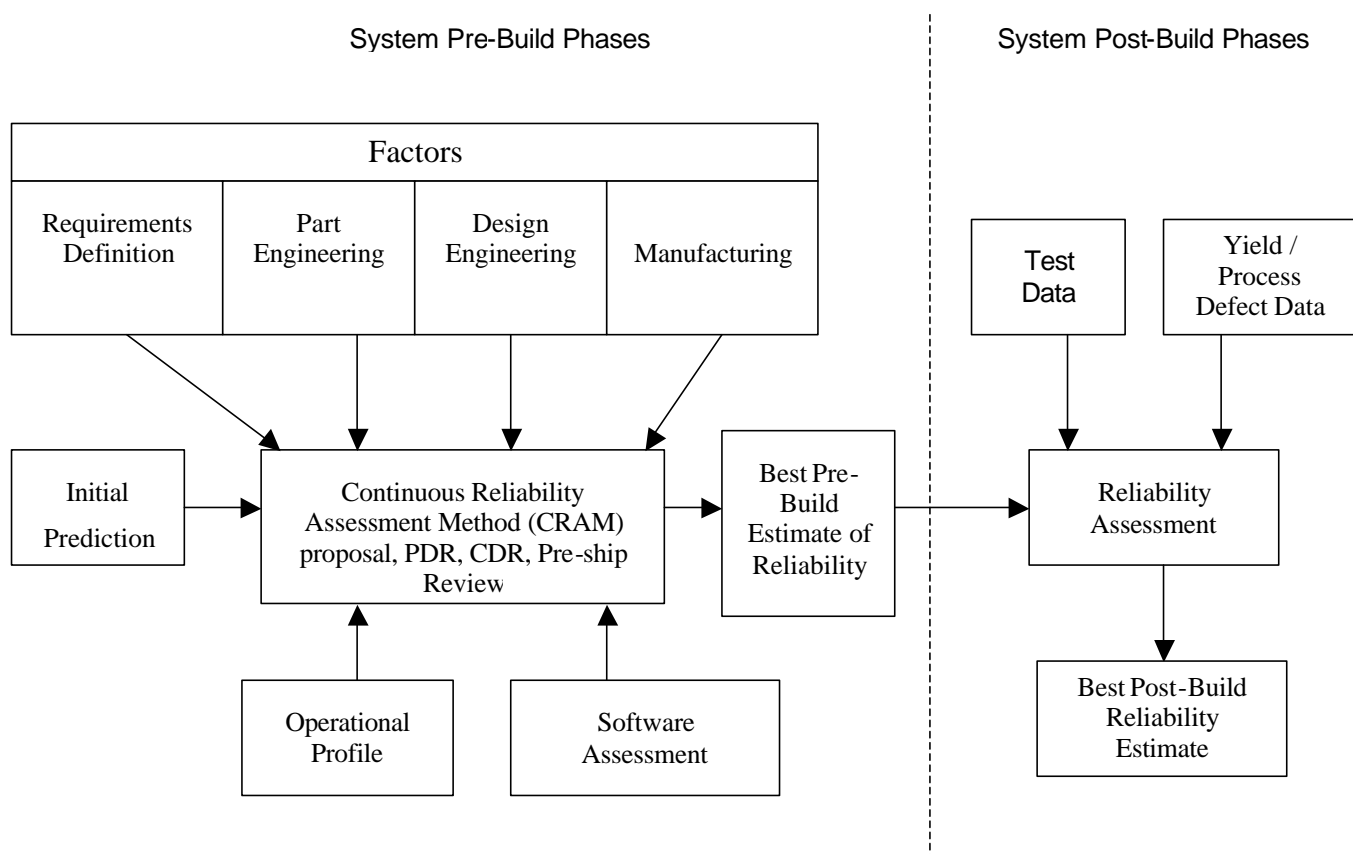 System Pre-Build Phases
System Post-Build Phases
Factors
Requirements
Definition
Part
Engineering
Design
Engineering
Manufacturing
Test
Data
Yield /
Process
Defect Data
Initial
Prediction
Continuous Reliability
Assessment Method (CRAM)
proposal, PDR, CDR, Pre-ship
Review
Best Pre-
Build
Estimate of
Reliability
Reliability
Assessment
Operational
Profile
Software
Assessment
Best Post-Build
Reliability
Estimate